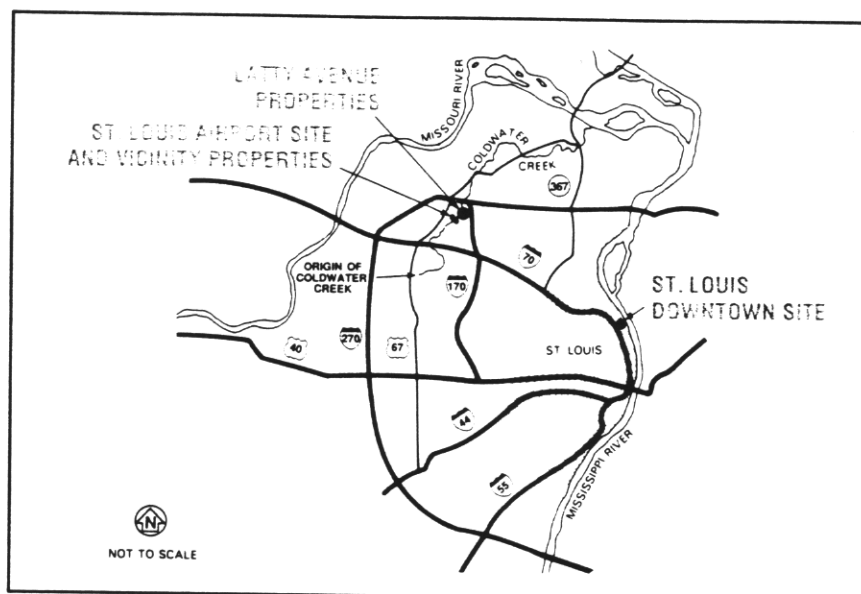 LATTY AVENUE
PROPERTIES
ST. LOUIS AIRPORT SITE
AND VICINITY PROPERTIES
MISSOURI RIVER
COLDWATER
CREEK
367
ORIGIN OF
COLDWATER
CREEK
70
170
ST. LOUIS
DOWNTOWN SITE
40
270
67
ST LOUIS
44
55
MISSISSIPPI RIVER
N
NOT TO SCALE